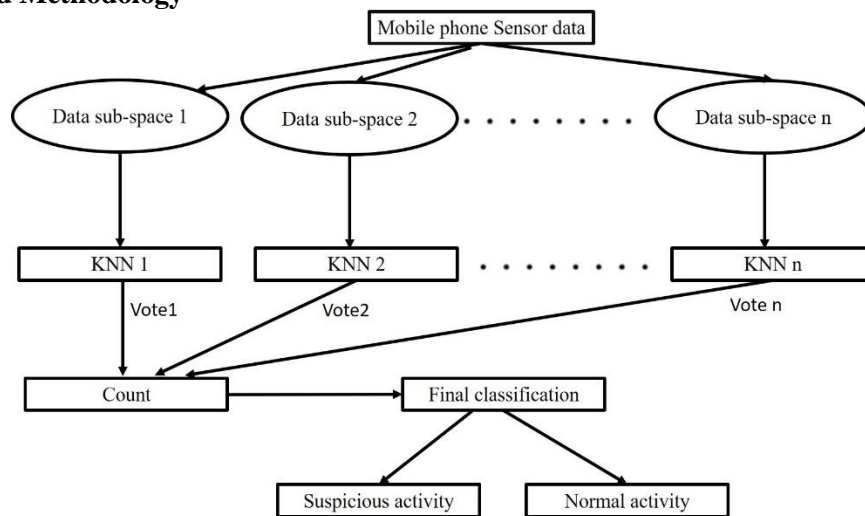 Methodology
Mobile phone Sensor data
Data sub-space 1
Data sub-space 2
Data sub-space n
KNN 1
KNN 2
KNN n
Vote1
Vote2
Vote n
Count
Final classification
Suspicious activity
Normal activity